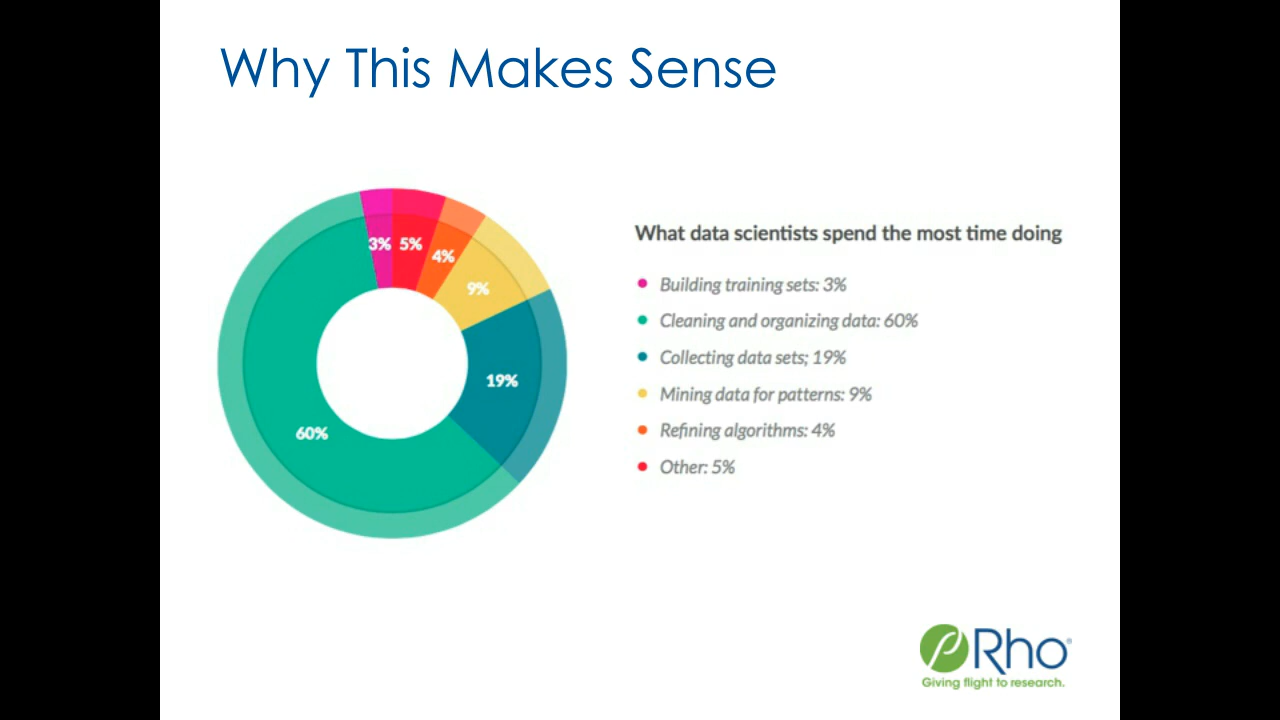 Why This Makes Sense
3%
5%
4%
9%
19%
60%
What data scientists spend the most time doing
Building training sets: 3%
Cleaning and organizing data: 60%
Collecting data sets; 19%
Mining data for patterns: 9%
Refining algorithms: 4%
Other: 5%
Rho®
Giving flight to research.